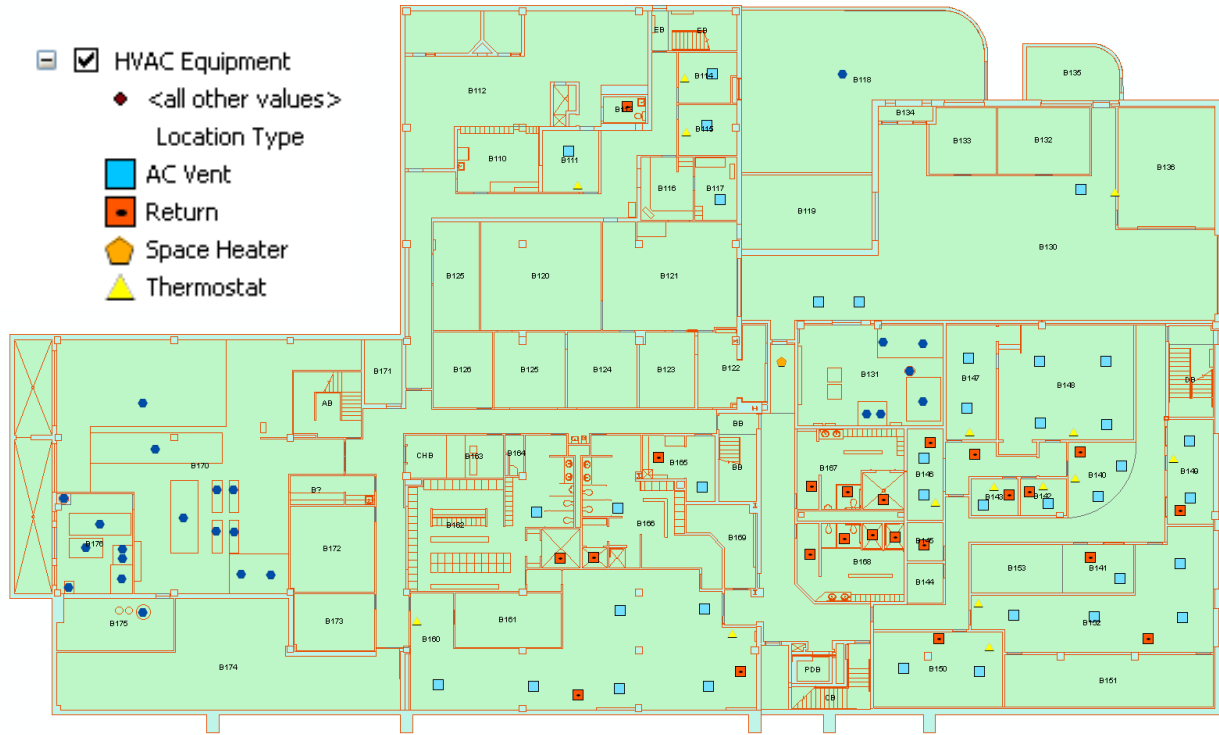 HVAC Equipment
<all other values>
Location Type
AC Vent
Return
Space Heater
Thermostat
EB
EB
B114
B118
B135
B112
B134
B115
B133
B132
B136
B110
B111
B116
B117
B119
B130
B125
B120
B121
B171
B126
B125
B124
B123
B122
B131
B147
B148
DB
AB
BB
CHB
B163
B164
B165
BB
B167
B146
B140
B149
B170
B?
B143
B142
B162
B166
B169
B176
B172
B168
B145
B144
B153
B141
B175
B173
B160
B161
B152
B174
PDB
B150
B151
CB